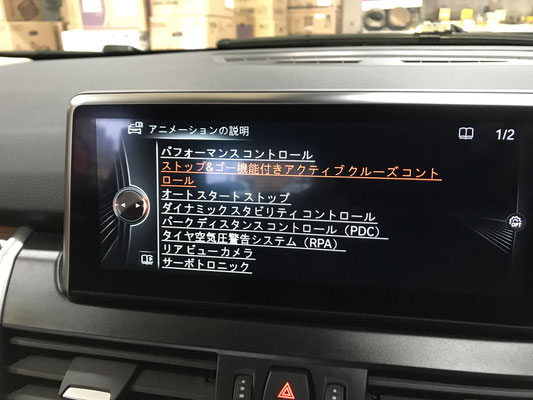 アニメーションの説明
1/2
パフォーマンスコントロール
ストップ&ゴー機能付きアクティブクルーズコント
ロール
オートスタートストップ
ダイナミックスタビリティコントロール
パークディスタンスコントロール（PDC）
タイヤ空気圧警告システム（RPA）
リアビューカメラ
サーボトロニック
OPT